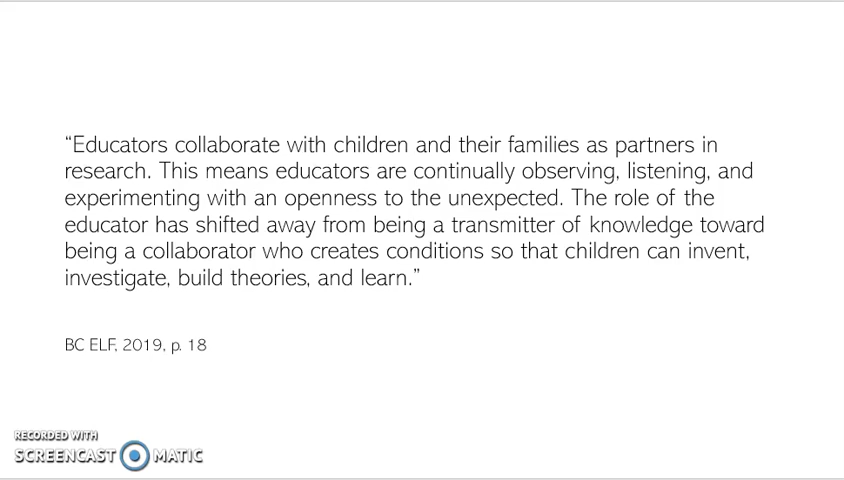 “Educators collaborate with children and their families as partners in
research. This means educators are continually observing, listening, and
experimenting with an openness to the unexpected. The role of the
educator has shifted away from being a transmitter of knowledge toward
being a collaborator who creates conditions so that children can invent,
investigate, build theories, and learn.”
BC ELF, 2019, p. 18
RECORDED WITH
SCREENCAST MATIC